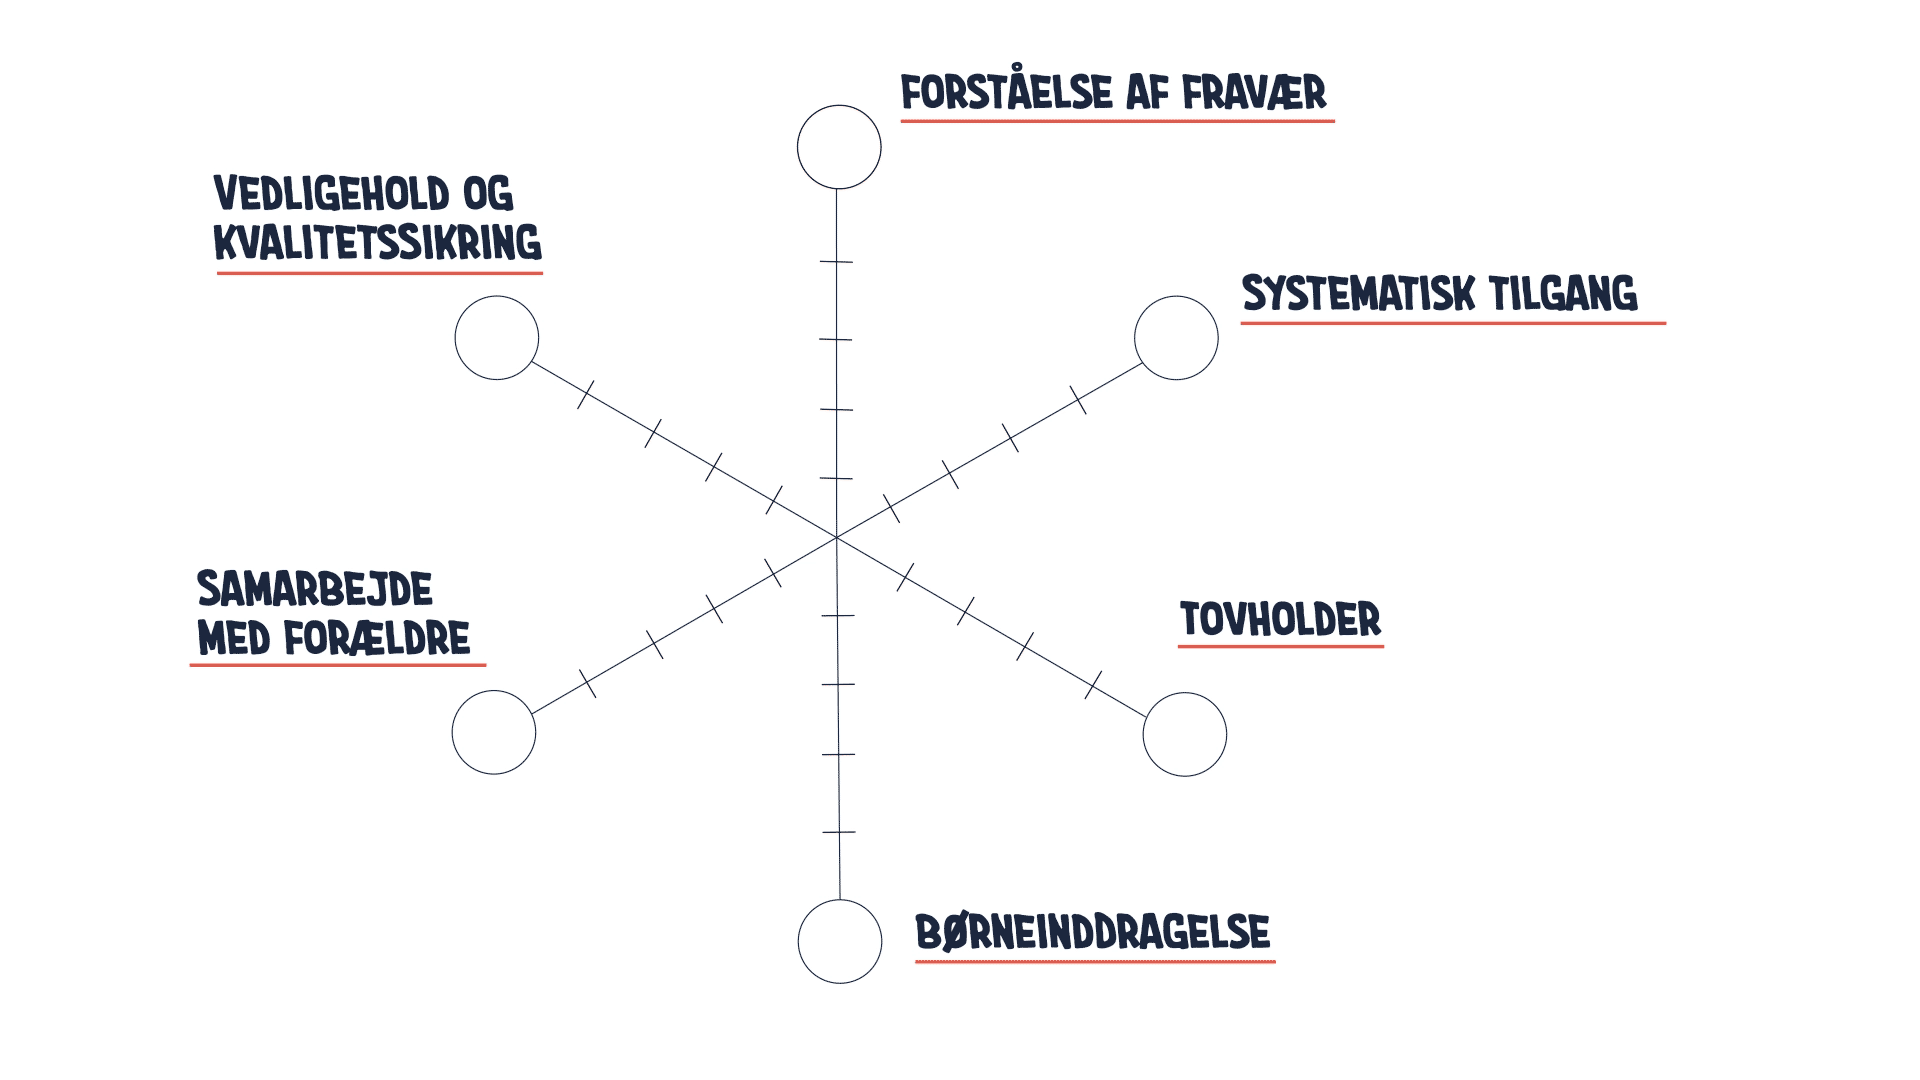 FORSTÅELSE AF FRAVÆR
VEDLIGEHOLD OG
KVALITETSSIKRING
SYSTEMATISK TILGANG
SAMARBEJDE
MED FORÆLDRE
TOVHOLDER
BØRNEINDDRAGELSE